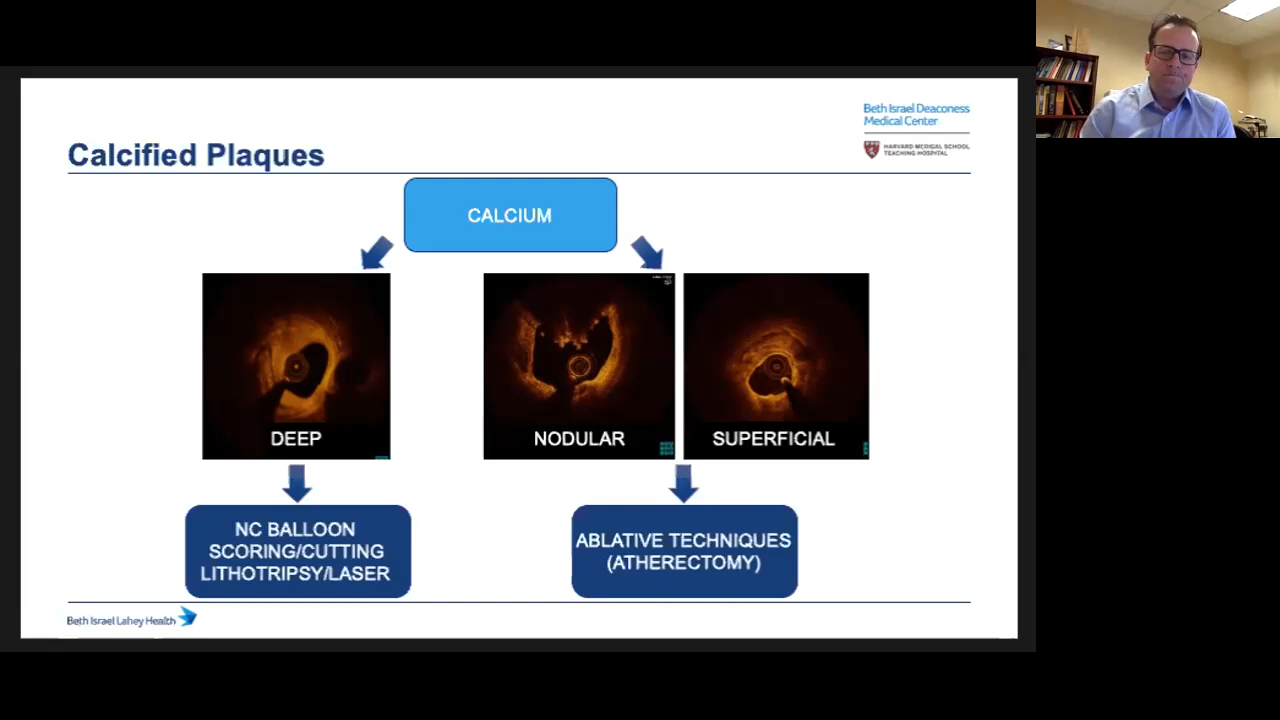 Beth Israel Deaconess
Medical Center
HARVARD MEDICAL SCHOOL
TEACHING HOSPITAL
Calcified Plaques
CALCIUM
DEEP
NODULAR
SUPERFICIAL
NC BALLOON
SCORING/CUTTING
LITHOTRIPSY/LASER
ABLATIVE TECHNIQUES
(ATHERECTOMY)
Beth Israel Lahey Health